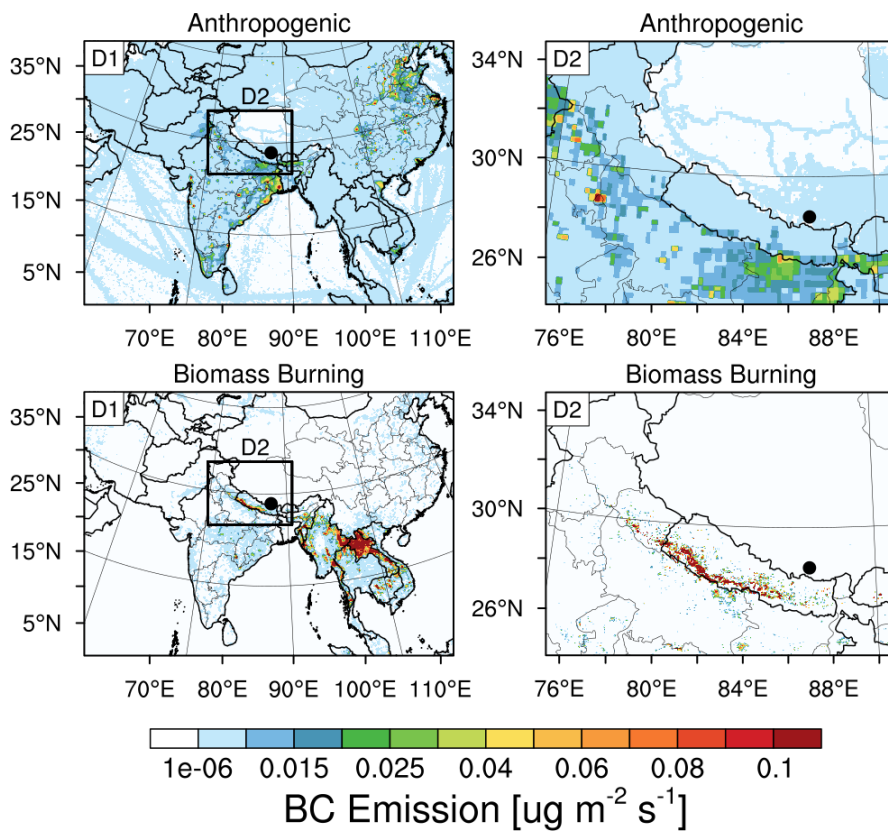 Anthropogenic
Anthropogenic
D1
D2
D2
35°N
25°N
15°N
5°N
34°N
30°N
26°N
70°E 80°E 90°E 100°E 110°E
76°E 80°E 84°E 88°E
Biomass Burning
Biomass Burning
D1
D2
D2
35°N
25°N
15°N
5°N
34°N
30°N
26°N
70°E 80°E 90°E 100°E 110°E
76°E 80°E 84°E 88°E
1e-06 0.015 0.025 0.04 0.06 0.08 0.1
BC Emission [ug m⁻² s⁻¹]